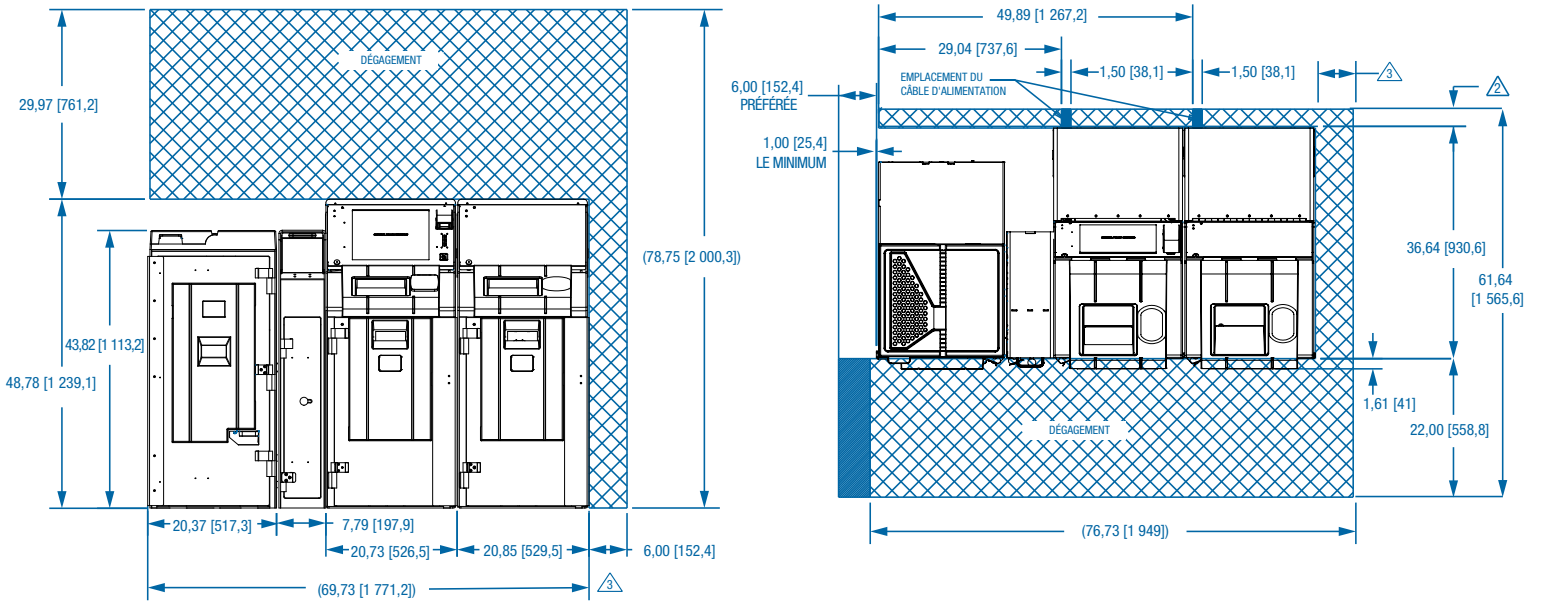 DÉGAGEMENT
29,97 [761,2]
(78,75 [2 000,3])
43,82 [1 113,2]
48,78 [1 239,1]
20,37 [517,3]
7,79 [197,9]
20,73 [526,5]
20,85 [529,5]
6,00 [152,4]
(69,73 [1 771,2])
3
49,89 [1 267,2]
29,04 [737,6]
1,50 [38,1]
1,50 [38,1]
3
EMPLACEMENT DU
CÂBLE D'ALIMENTATION
6,00 [152,4]
PRÉFÉRÉE
2
1,00 [25,4]
LE MINIMUM
36,64 [930,6]
61,64
[1 565,6]
1,61 [41]
22,00 [558,8]
DÉGAGEMENT
(76,73 [1 949])